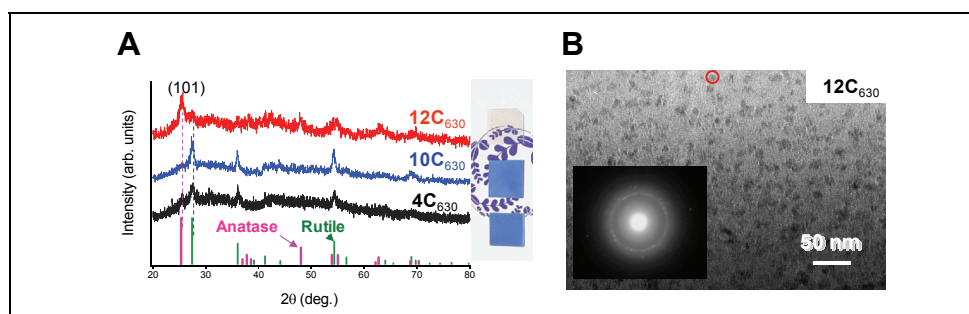 A
B
(101)
12C₆₃₀
10C₆₃₀
4C₆₃₀
Anatase
Rutile
Intensity (arb. units)
20 30 40 50 60 70 80
2θ (deg.)
12C₆₃₀
50 nm